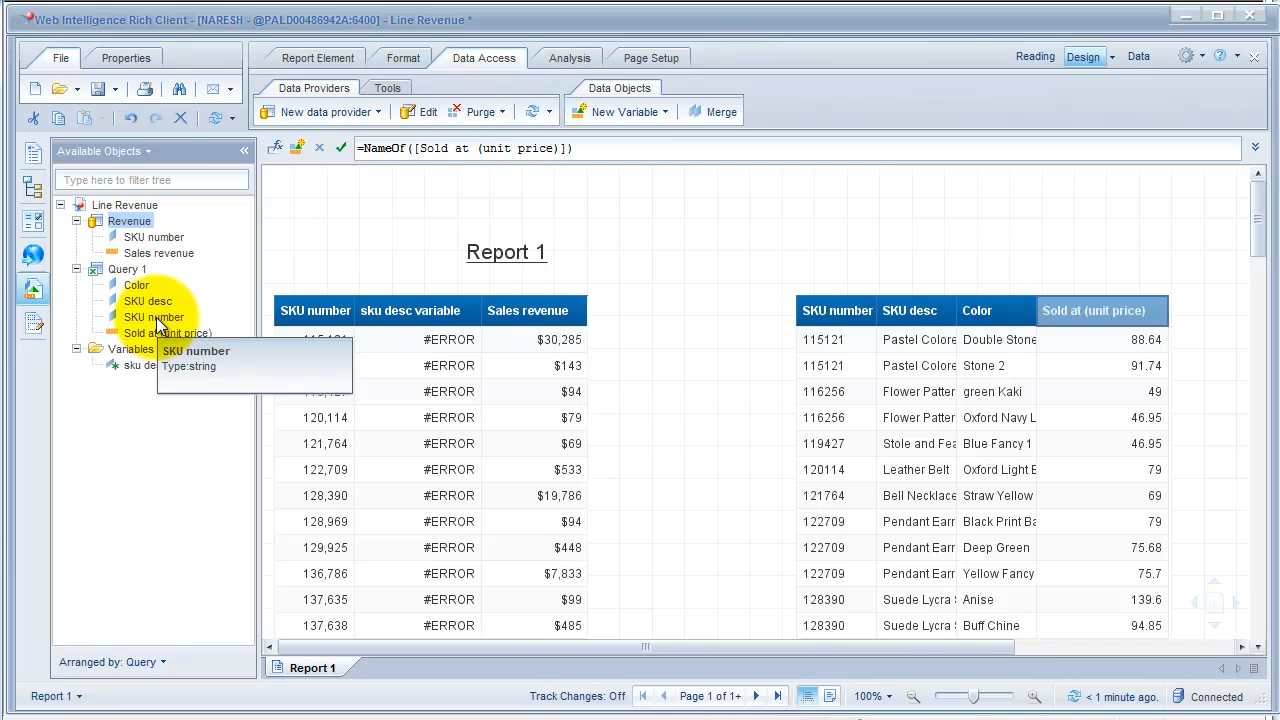 Web Intelligence Rich Client - [NARESH - @PALD00486942A:6400] - Line Revenue *
File Properties Report Element Format Data Access Analysis Page Setup Reading Design Data
Data Providers Tools Data Objects
New data provider Edit Purge New Variable Merge
Available Objects
=NameOf([Sold at (unit price)])
Type here to filter tree
Line Revenue
Revenue
SKU number
Sales revenue
Query 1
Color
SKU desc
SKU number
Sold at (unit price)
Variables
sku de
SKU number
Type:string
Report 1
SKU number sku desc variable Sales revenue
#ERROR $30,285
#ERROR $143
#ERROR $94
120,114 #ERROR $79
121,764 #ERROR $69
122,709 #ERROR $533
128,390 #ERROR $19,786
128,969 #ERROR $94
129,925 #ERROR $448
136,786 #ERROR $7,833
137,635 #ERROR $99
137,638 #ERROR $485
SKU number SKU desc Color Sold at (unit price)
115121 Pastel Colore Double Stone 88.64
115121 Pastel Colore Stone 2 91.74
116256 Flower Patter green Kaki 49
116256 Flower Patter Oxford Navy L 46.95
119427 Stole and Fea Blue Fancy 1 46.95
120114 Leather Belt Oxford Light B 79
121764 Bell Necklace Straw Yellow 69
122709 Pendant Earr Black Print Ba 79
122709 Pendant Earr Deep Green 75.68
122709 Pendant Earr Yellow Fancy 75.7
128390 Suede Lycra S Anise 139.6
128390 Suede Lycra S Buff Chine 94.85
Arranged by: Query
Report 1
Report 1 Track Changes: Off Page 1 of 1+ 100% < 1 minute ago. Connected